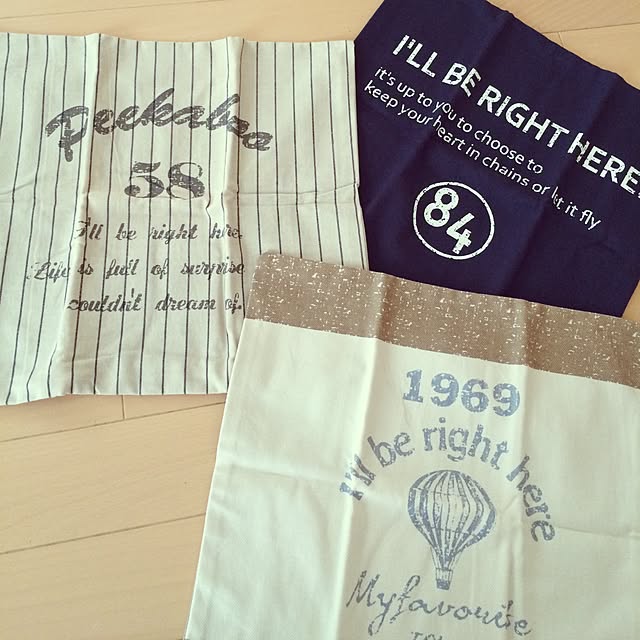 Peekaboo
58
I'll be right here
Life is full of surprise
couldn't dream of.
I'LL BE RIGHT HERE.
it's up to you to choose to
keep your heart in chains or let it fly
84
1969
I'll be right here
My favourite